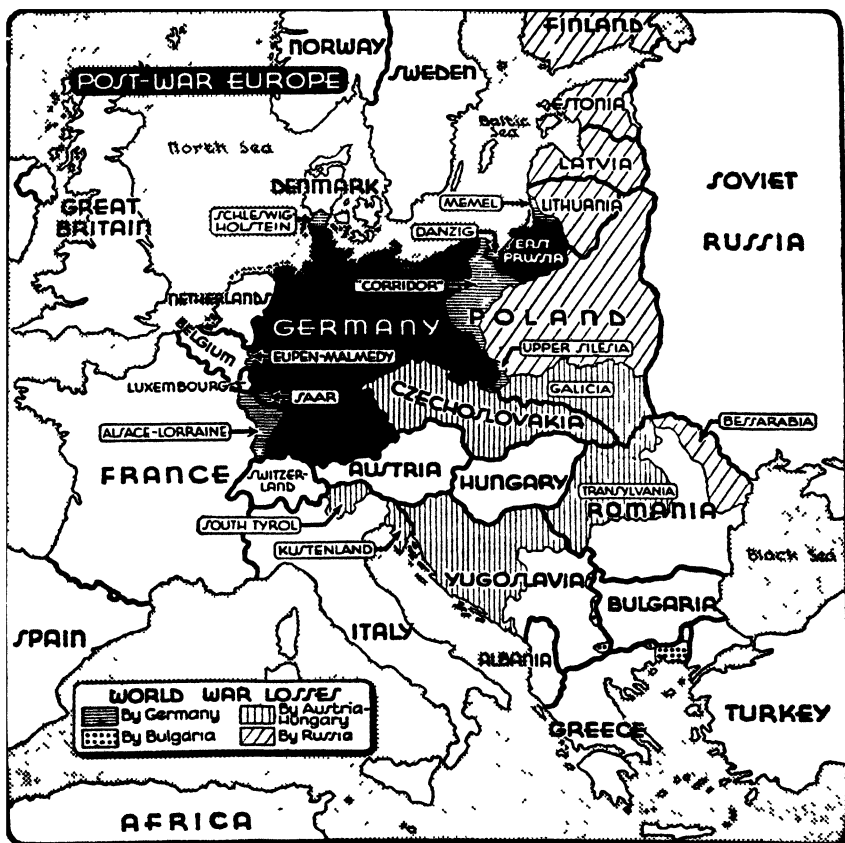 FINLAND
NORWAY
SWEDEN
POST-WAR EUROPE
ESTONIA
Baltic
Sea
North Sea
LATVIA
SOVIET
RUSSIA
DENMARK
MEMEL
LITHUANIA
GREAT
BRITAIN
SCHLESWIG
HOLSTEIN
DANZIG
EAST
PRUSSIA
"CORRIDOR"
NETHERLANDS
GERMANY
POLAND
BELGIUM
EUPEN-MALMEDY
UPPER SILESIA
LUXEMBOURG
SAAR
GALICIA
CZECHOSLOVAKIA
ALSACE-LORRAINE
BESSARABIA
FRANCE
SWITZER-
LAND
AUSTRIA
HUNGARY
TRANSYLVANIA
ROMANIA
SOUTH TYROL
KUSTENLAND
Black Sea
YUGOSLAVIA
BULGARIA
SPAIN
ITALY
ALBANIA
WORLD WAR LOSSES
By Germany
By Austria-
Hungary
By Bulgaria
By Russia
GREECE
TURKEY
AFRICA